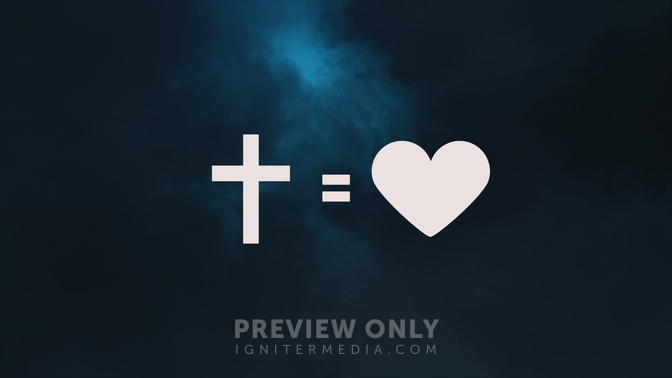 =
PREVIEW ONLY
IGNITERMEDIA.COM